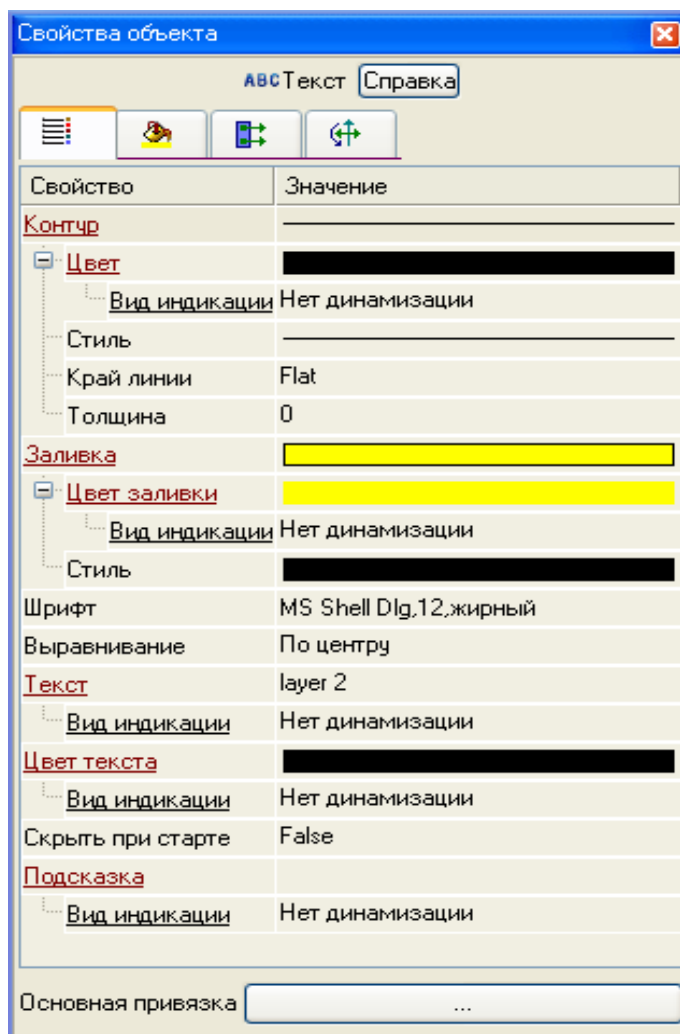 Свойства объекта
ABC Текст Справка
Свойство Значение
Контур
Цвет
Вид индикации Нет динамизации
Стиль
Край линии Flat
Толщина 0
Заливка
Цвет заливки
Вид индикации Нет динамизации
Стиль
Шрифт MS Shell Dlg,12,жирный
Выравнивание По центру
Текст layer 2
Вид индикации Нет динамизации
Цвет текста
Вид индикации Нет динамизации
Скрыть при старте False
Подсказка
Вид индикации Нет динамизации
Основная привязка ...